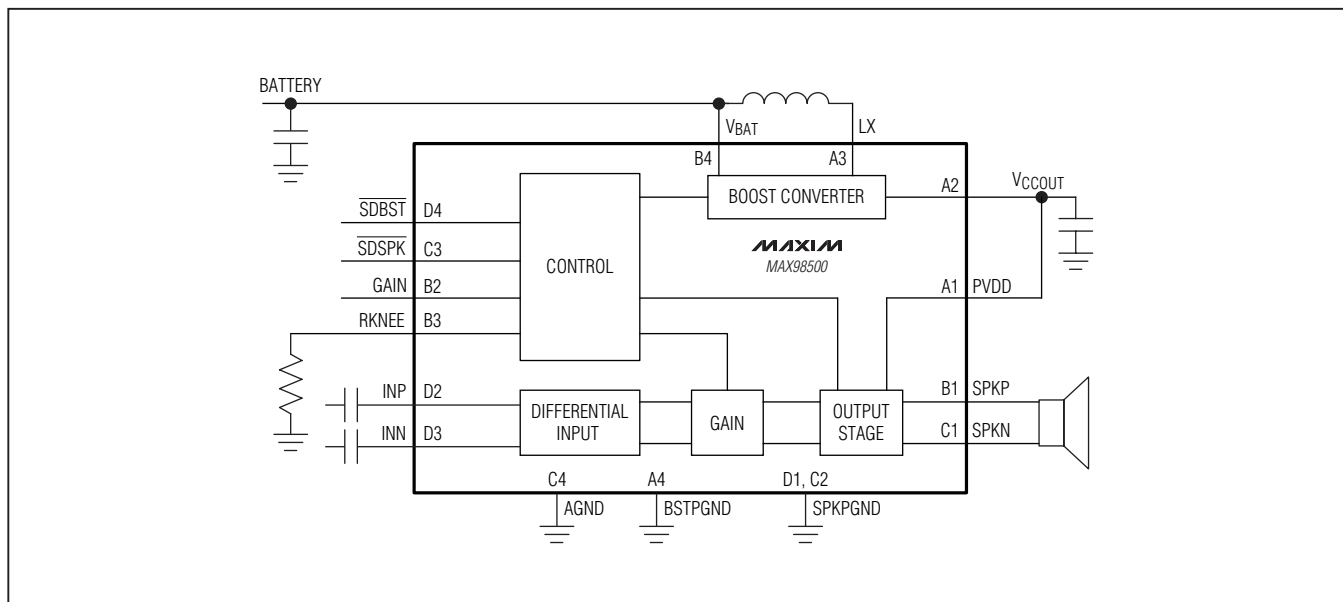 BATTERY
VBAT
LX
B4
A3
BOOST CONVERTER
A2
VCCOUT
SDBST
D4
SDSPK
C3
CONTROL
MAXIM
MAX98500
GAIN
B2
A1
PVDD
RKNEE
B3
INP
D2
DIFFERENTIAL
INPUT
GAIN
OUTPUT
STAGE
B1
SPKP
INN
D3
C1
SPKN
C4
A4
D1, C2
AGND
BSTPGND
SPKPGND